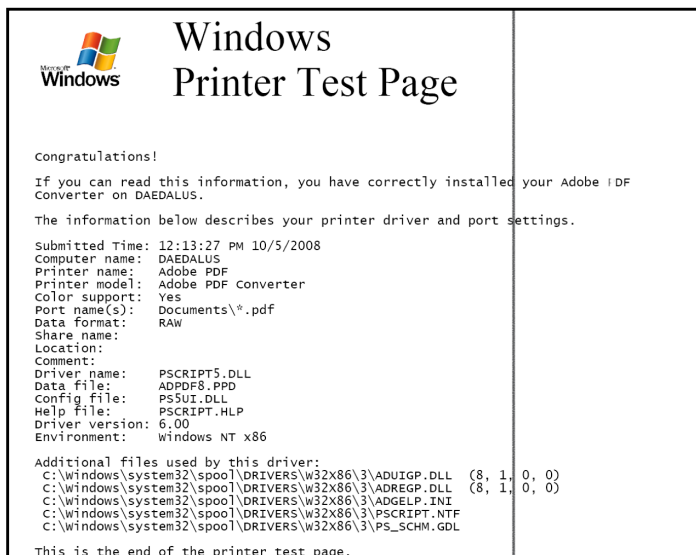 Microsoft
Windows
Windows
Printer Test Page
Congratulations!
If you can read this information, you have correctly installed your Adobe PDF
Converter on DAEDALUS.
The information below describes your printer driver and port settings.
Submitted Time: 12:13:27 PM 10/5/2008
Computer name: DAEDALUS
Printer name: Adobe PDF
Printer model: Adobe PDF Converter
Color support: Yes
Port name(s): Documents\*.pdf
Data format: RAW
Share name:
Location:
Comment:
Driver name: PSCRIPT5.DLL
Data file: ADPDF8.PPD
Config file: PS5UI.DLL
Help file: PSCRIPT.HLP
Driver version: 6.00
Environment: Windows NT x86
Additional files used by this driver:
C:\Windows\system32\spool\DRIVERS\W32X86\3\ADUIGP.DLL (8, 1, 0, 0)
C:\Windows\system32\spool\DRIVERS\W32X86\3\ADREGP.DLL (8, 1, 0, 0)
C:\Windows\system32\spool\DRIVERS\W32X86\3\ADGELP.INI
C:\Windows\system32\spool\DRIVERS\W32X86\3\PSCRIPT.NTF
C:\Windows\system32\spool\DRIVERS\W32X86\3\PS_SCHM.GDL
This is the end of the printer test page.